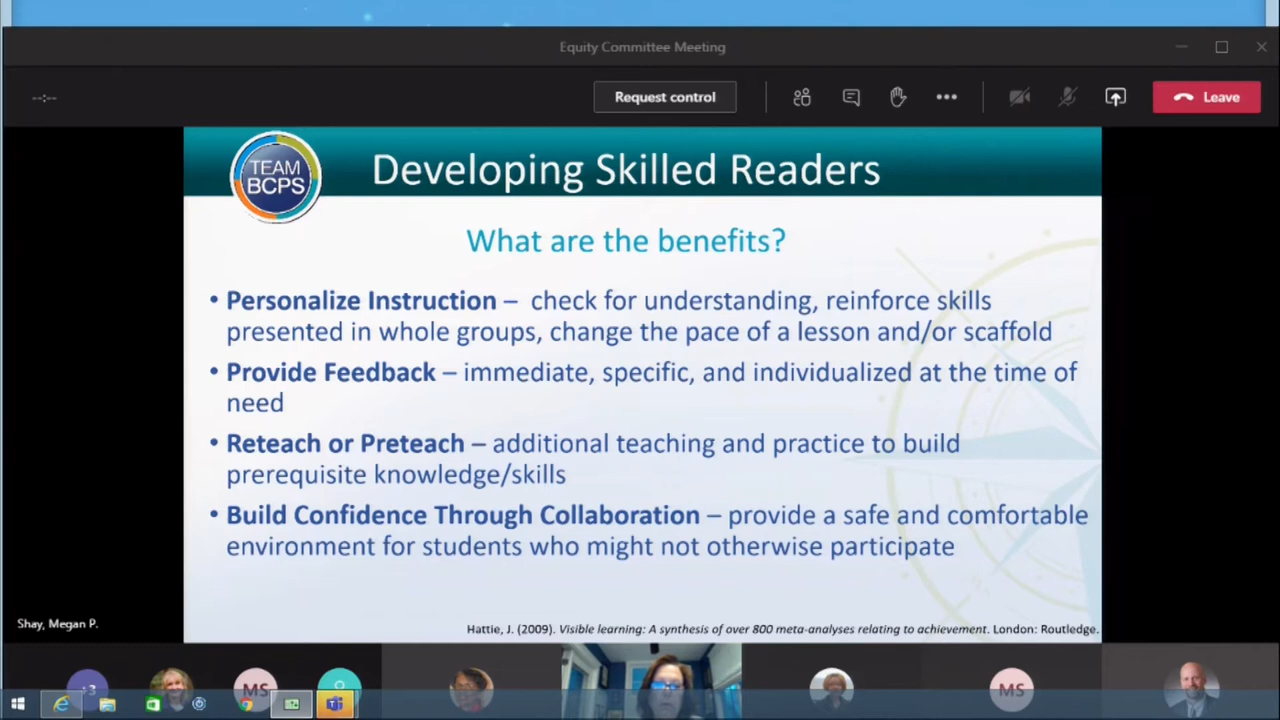 Equity Committee Meeting
--:--
Request control
Leave
TEAM
BCPS
Developing Skilled Readers
What are the benefits?
• Personalize Instruction – check for understanding, reinforce skills
presented in whole groups, change the pace of a lesson and/or scaffold
• Provide Feedback – immediate, specific, and individualized at the time of
need
• Reteach or Preteach – additional teaching and practice to build
prerequisite knowledge/skills
• Build Confidence Through Collaboration – provide a safe and comfortable
environment for students who might not otherwise participate
Shay, Megan P.
Hattie, J. (2009). Visible learning: A synthesis of over 800 meta-analyses relating to achievement. London: Routledge.
+3
MS
MS